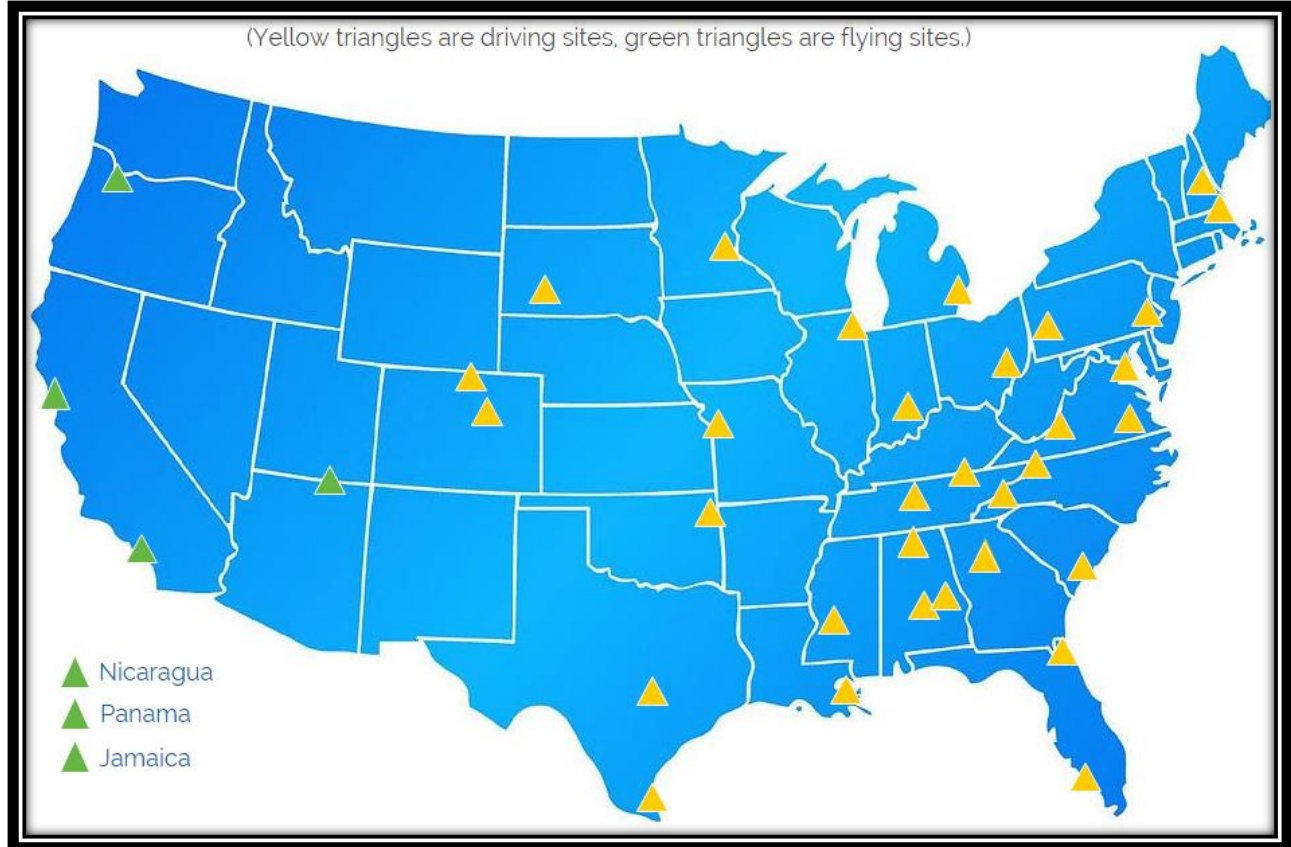 (Yellow triangles are driving sites, green triangles are flying sites.)
Nicaragua
Panama
Jamaica